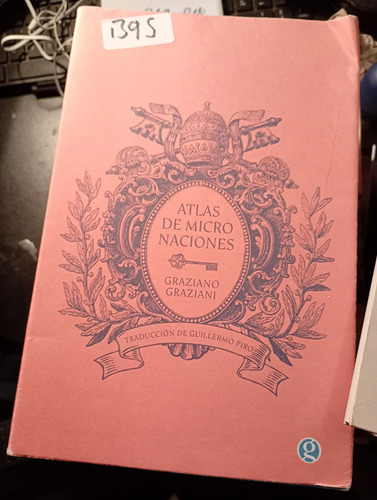 1395
ATLAS
DE MICRO
NACIONES
GRAZIANO
GRAZIANI
TRADUCCIÓN DE GUILLERMO PIRO
g